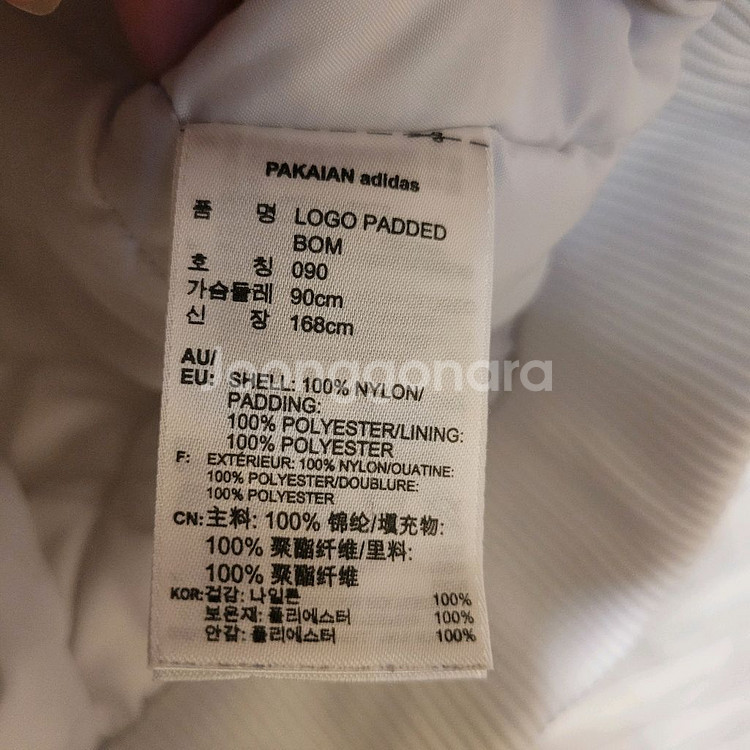 PAKAIAN adidas
품 명 LOGO PADDED
BOM
호 칭 090
가슴둘레 90cm
신 장 168cm
AU/
EU: SHELL: 100% NYLON/
PADDING:
100% POLYESTER/LINING:
100% POLYESTER
F: EXTÉRIEUR: 100% NYLON/OUATINE:
100% POLYESTER/DOUBLURE:
100% POLYESTER
CN: 主料: 100% 锦纶/填充物:
100% 聚酯纤维/里料:
100% 聚酯纤维
KOR: 겉감: 나일론 100%
보온재: 폴리에스터 100%
안감: 폴리에스터 100%
Joonggonara